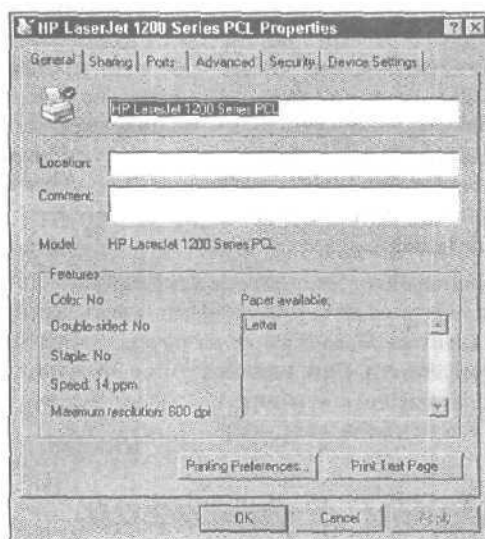 HP LaserJet 1200 Series PCL Properties
General Sharing Ports Advanced Security Device Settings
HP LaserJet 1200 Series PCL
Location:
Comment:
Model: HP LaserJet 1200 Series PCL
Features
Color: No
Paper available:
Double-sided: No
Letter
Staple: No
Speed: 14 ppm
Maximum resolution: 600 dpi
Printing Preferences...
Print Test Page
OK
Cancel
Apply